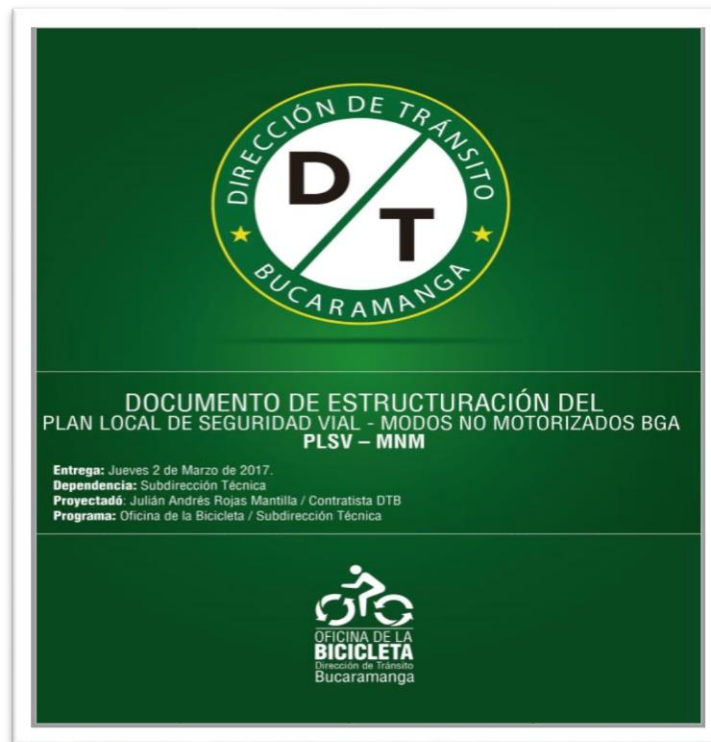 DIRECCIÓN DE TRÁNSITO
D/T
BUCARAMANGA
DOCUMENTO DE ESTRUCTURACIÓN DEL
PLAN LOCAL DE SEGURIDAD VIAL - MODOS NO MOTORIZADOS BGA
PLSV – MNM
Entrega: Jueves 2 de Marzo de 2017.
Dependencia: Subdirección Técnica
Proyectadó: Julián Andrés Rojas Mantilla / Contratista DTB
Programa: Oficina de la Bicicleta / Subdirección Técnica
OFICINA DE LA
BICICLETA
Dirección de Tránsito
Bucaramanga